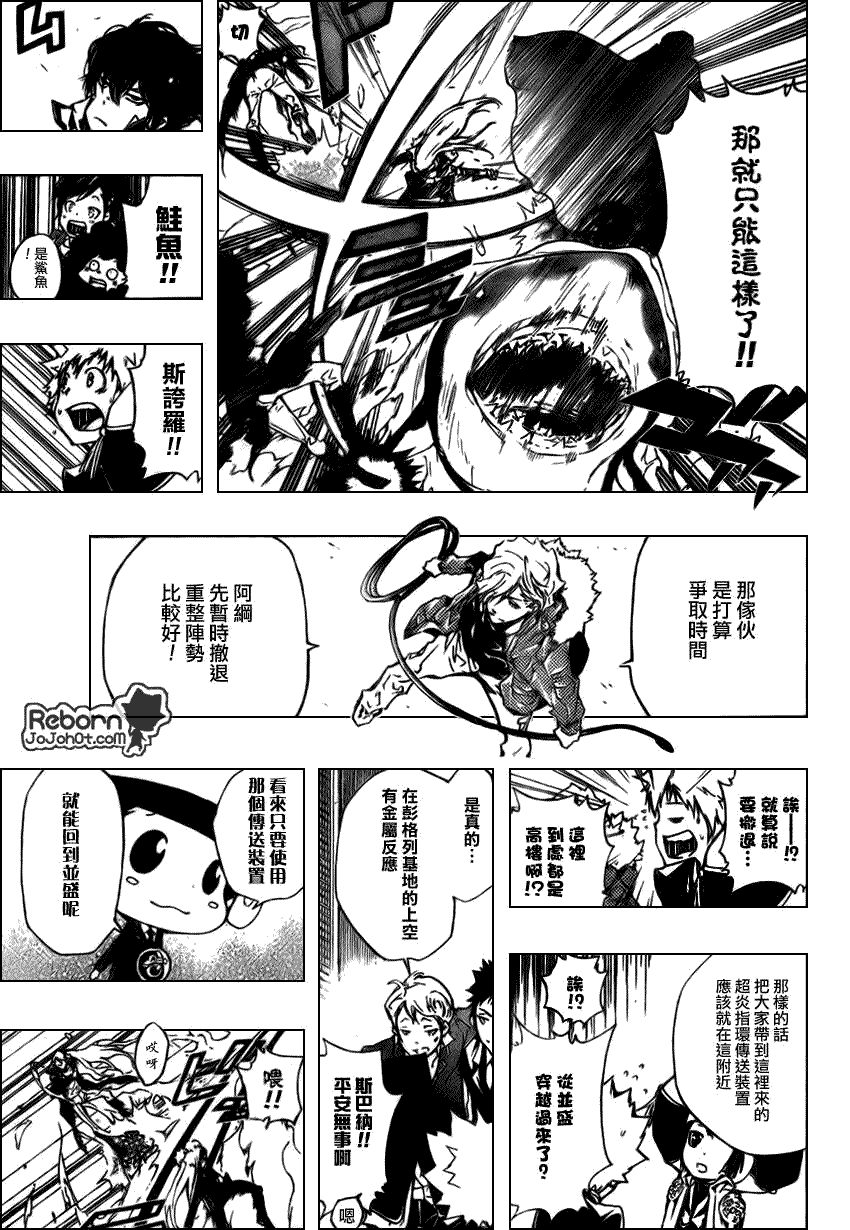 那就只能這樣了!!
切
鮭魚!!
是鯊魚!
斯誇羅!!
那傢伙
是打算
爭取時間
阿綱
先暫時撤退
重整陣勢
比較好!
Reborn
JoJoHot.com
誒——!?
就算說
要撤退…
這裡
到處都是
高樓啊!?
那樣的話
把大家帶到這裡來的
超炎指環傳送裝置
應該就在這附近
誒!?
從並盛
穿越過來了?
是真的…
在彭格列基地的上空
有金屬反應
斯巴納!!
平安無事啊
嗯
看來只要使用
那個傳送裝置
就能回到並盛呢
哎呀
喂!!